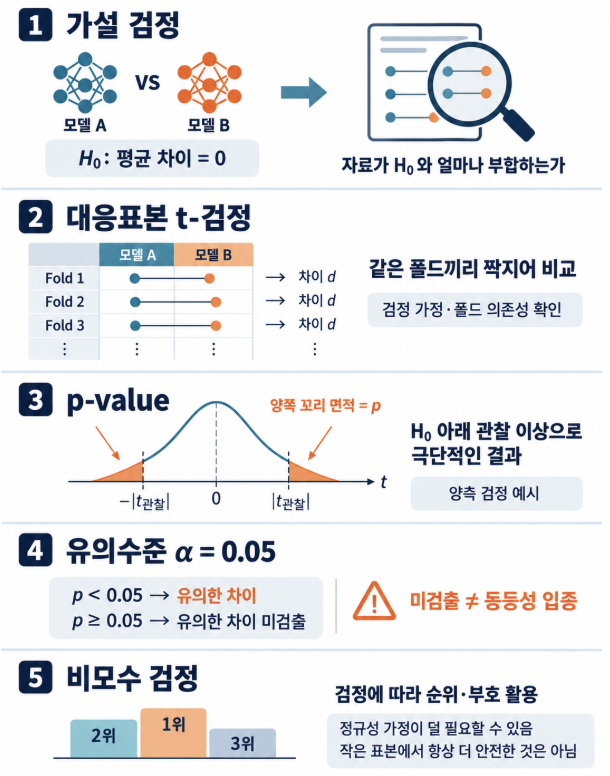 1 가설 검정
VS
모델 A
모델 B
H₀: 평균 차이 = 0
자료가 H₀ 와 얼마나 부합하는가
2 대응표본 t-검정
모델 A 모델 B
Fold 1 → 차이 d
Fold 2 → 차이 d
Fold 3 → 차이 d
⋮ ⋮ ⋮ ⋮
같은 폴드끼리 짝지어 비교
검정 가정·폴드 의존성 확인
3 p-value
양쪽 꼬리 면적 = p
−|t관찰| 0 |t관찰| t
H₀ 아래 관찰 이상으로
극단적인 결과
양측 검정 예시
4 유의수준 α = 0.05
p < 0.05 → 유의한 차이
p ≥ 0.05 → 유의한 차이 미검출
! 미검출 ≠ 동등성 입증
5 비모수 검정
2위
1위
3위
검정에 따라 순위·부호 활용
정규성 가정이 덜 필요할 수 있음
작은 표본에서 항상 더 안전한 것은 아님